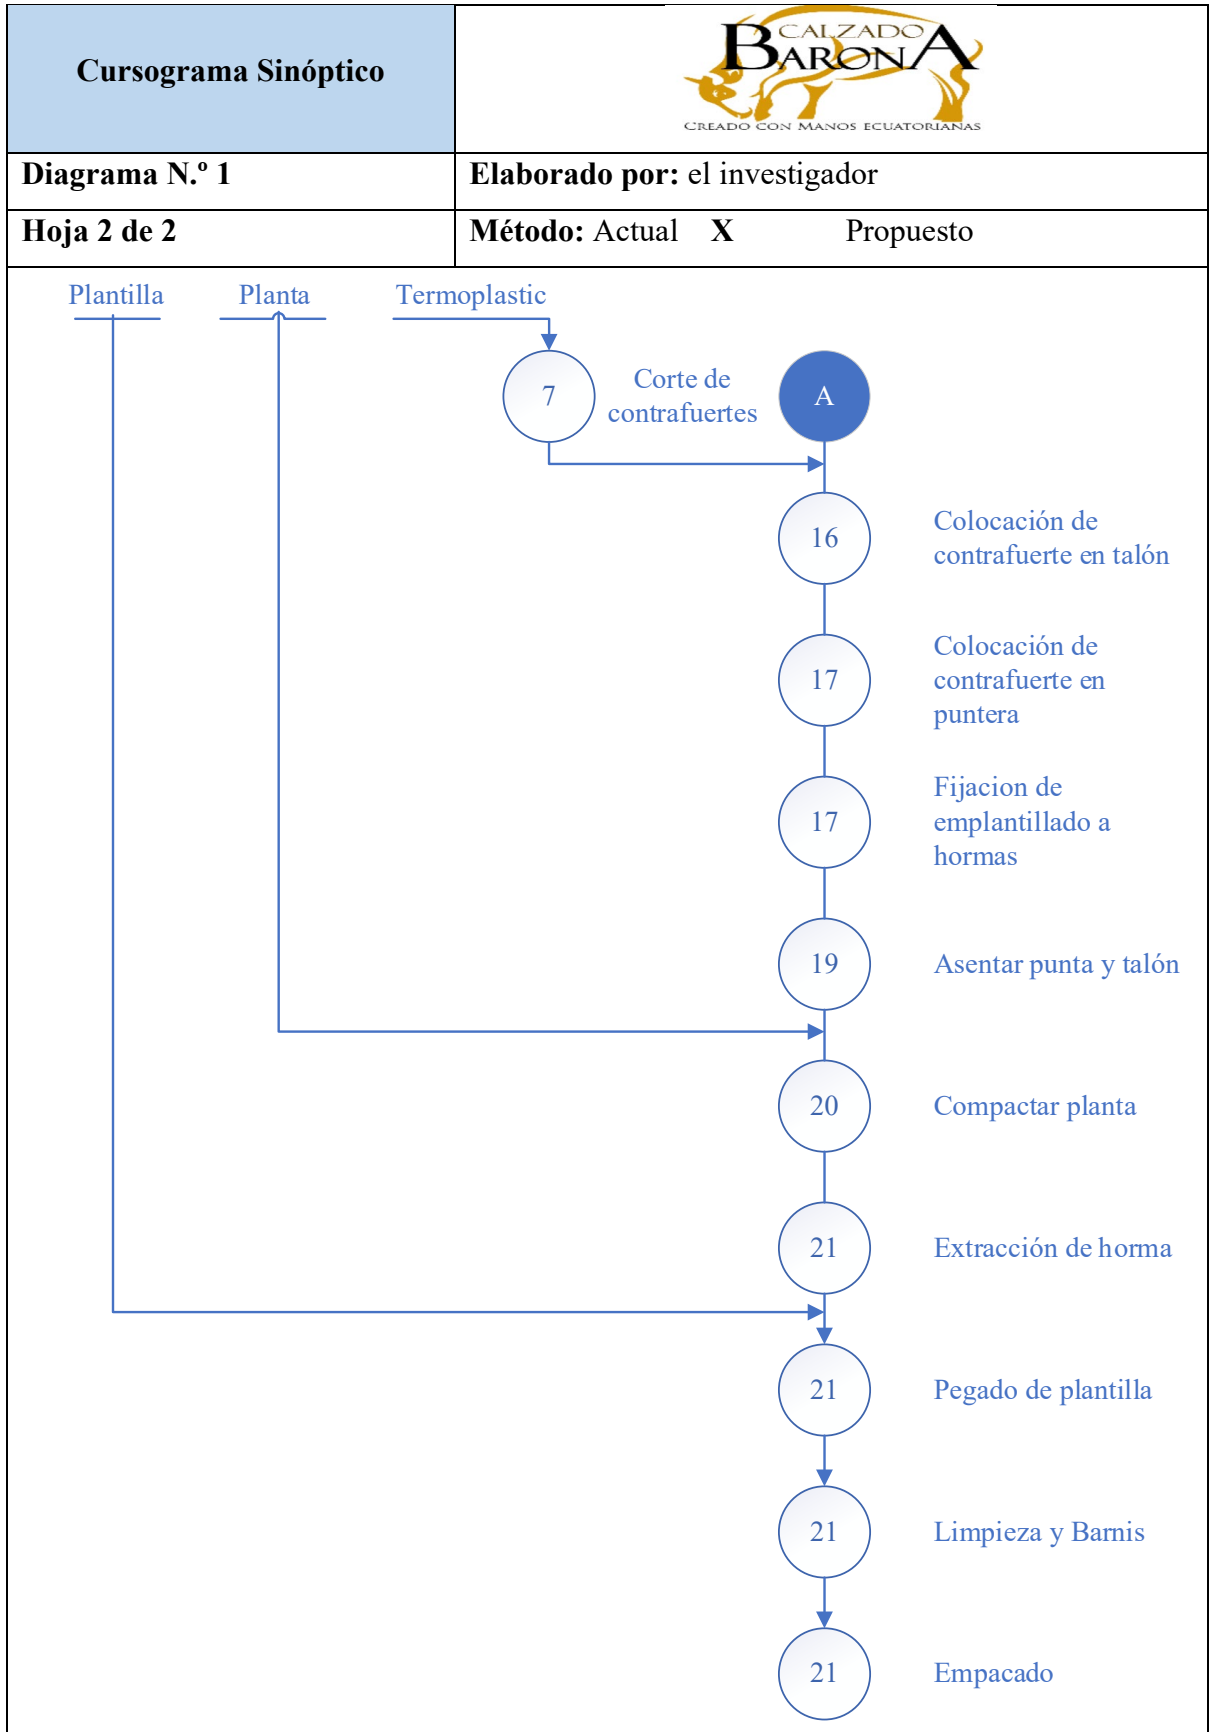 Cursograma Sinóptico
CALZADO
BARONA
CREADO CON MANOS ECUATORIANAS
Diagrama N.º 1
Elaborado por: el investigador
Hoja 2 de 2
Método: Actual X Propuesto
Plantilla
Planta
Termoplastic
7
Corte de
contrafuertes
A
16
Colocación de
contrafuerte en talón
17
Colocación de
contrafuerte en
puntera
17
Fijacion de
emplantillado a
hormas
19
Asentar punta y talón
20
Compactar planta
21
Extracción de horma
21
Pegado de plantilla
21
Limpieza y Barnis
21
Empacado